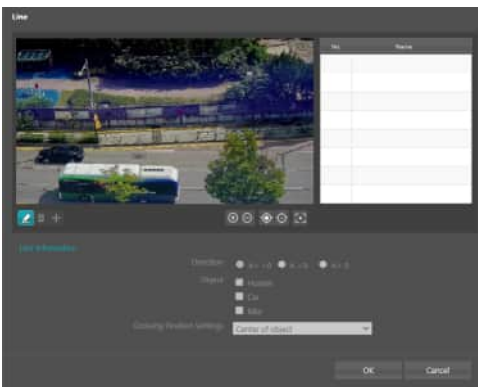 Line
No. Name
Line Information
Direction
Object Human
Car
Bike
Crossing Position Settings Center of object
OK Cancel